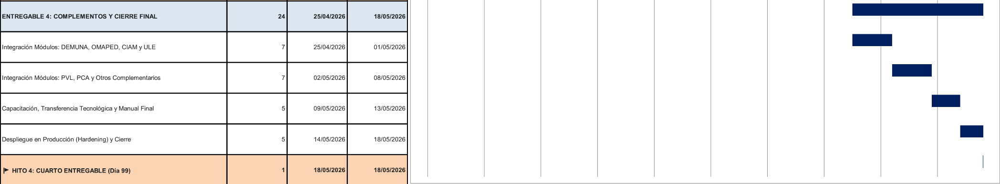 ENTREGABLE 4: COMPLEMENTOS Y CIERRE FINAL 24 25/04/2026 18/05/2026
Integración Módulos: DEMUNA, OMAPED, CIAM y ULE 7 25/04/2026 01/05/2026
Integración Módulos: PVL, PCA y Otros Complementarios 7 02/05/2026 08/05/2026
Capacitación, Transferencia Tecnológica y Manual Final 5 09/05/2026 13/05/2026
Despliegue en Producción (Hardening) y Cierre 5 14/05/2026 18/05/2026
HITO 4: CUARTO ENTREGABLE (Día 99) 1 18/05/2026 18/05/2026